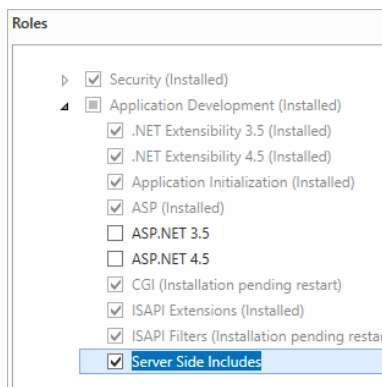 Roles
Security (Installed)
Application Development (Installed)
.NET Extensibility 3.5 (Installed)
.NET Extensibility 4.5 (Installed)
Application Initialization (Installed)
ASP (Installed)
ASP.NET 3.5
ASP.NET 4.5
CGI (Installation pending restart)
ISAPI Extensions (Installed)
ISAPI Filters (Installation pending
Server Side Includes